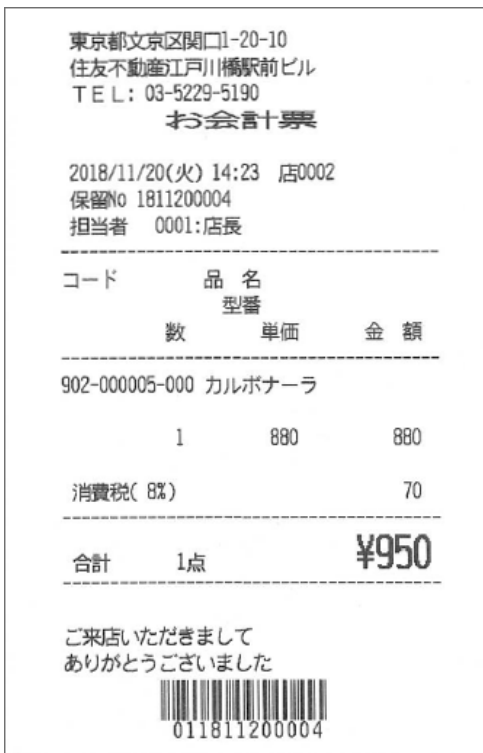 東京都文京区関口1-20-10
住友不動産江戸川橋駅前ビル
ＴＥＬ: 03-5229-5190
お会計票
2018/11/20(火) 14:23 店0002
保留No 1811200004
担当者 0001:店長
コード 品 名
型番
数 単価 金 額
902-000005-000 カルボナーラ
1 880 880
消費税( 8%) 70
合計 1点 ¥950
ご来店いただきまして
ありがとうございました
011811200004